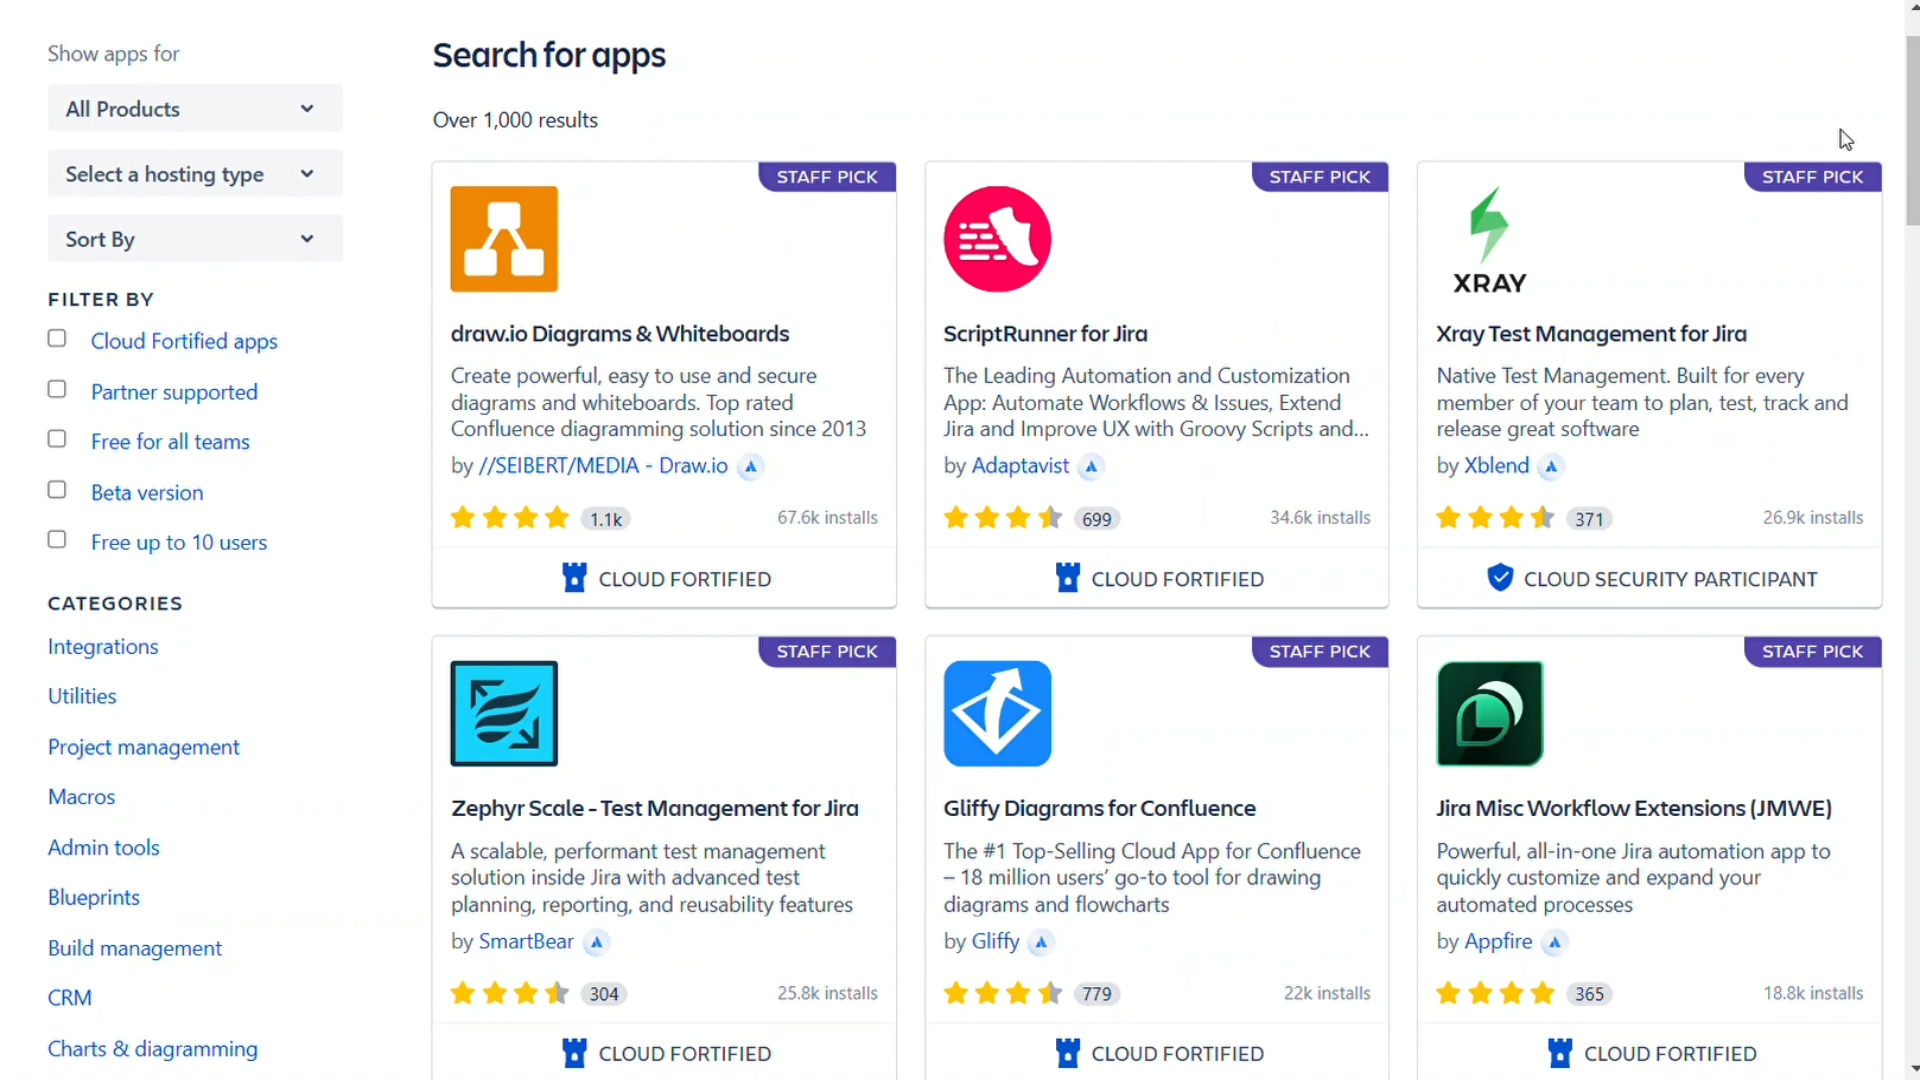 Show apps for
All Products
Select a hosting type
Sort By
FILTER BY
Cloud Fortified apps
Partner supported
Free for all teams
Beta version
Free up to 10 users
CATEGORIES
Integrations
Utilities
Project management
Macros
Admin tools
Blueprints
Build management
CRM
Charts & diagramming
Search for apps
Over 1,000 results
STAFF PICK
draw.io Diagrams & Whiteboards
Create powerful, easy to use and secure
diagrams and whiteboards. Top rated
Confluence diagramming solution since 2013
by //SEIBERT/MEDIA - Draw.io
1.1k 67.6k installs
CLOUD FORTIFIED
STAFF PICK
ScriptRunner for Jira
The Leading Automation and Customization
App: Automate Workflows & Issues, Extend
Jira and Improve UX with Groovy Scripts and...
by Adaptavist
699 34.6k installs
CLOUD FORTIFIED
STAFF PICK
XRAY
Xray Test Management for Jira
Native Test Management. Built for every
member of your team to plan, test, track and
release great software
by Xblend
371 26.9k installs
CLOUD SECURITY PARTICIPANT
STAFF PICK
Zephyr Scale - Test Management for Jira
A scalable, performant test management
solution inside Jira with advanced test
planning, reporting, and reusability features
by SmartBear
304 25.8k installs
CLOUD FORTIFIED
STAFF PICK
Gliffy Diagrams for Confluence
The #1 Top-Selling Cloud App for Confluence
– 18 million users’ go-to tool for drawing
diagrams and flowcharts
by Gliffy
779 22k installs
CLOUD FORTIFIED
STAFF PICK
Jira Misc Workflow Extensions (JMWE)
Powerful, all-in-one Jira automation app to
quickly customize and expand your
automated processes
by Appfire
365 18.8k installs
CLOUD FORTIFIED